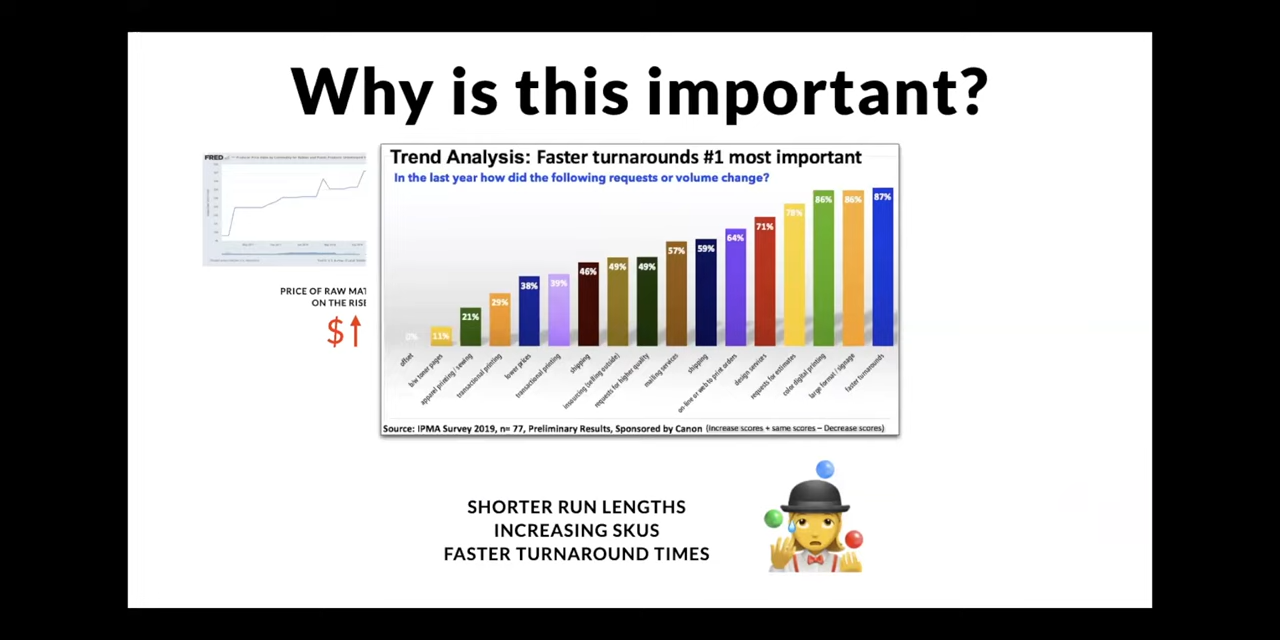 Why is this important?
FRED
PRICE OF RAW MAT
ON THE RISE
$
Trend Analysis: Faster turnarounds #1 most important
In the last year how did the following requests or volume change?
0%
11%
21%
29%
38%
39%
46%
49%
49%
57%
59%
64%
71%
78%
86%
86%
87%
offset
b/w toner pages
apparel printing / sewing
transactional printing
lower prices
transactional printing
shipping
insourcing (selling outside)
requests for higher quality
mailing services
shipping
on line or web to print orders
design services
requests for estimates
color digital printing
large format / signage
faster turnarounds
Source: IPMA Survey 2019, n= 77, Preliminary Results, Sponsored by Canon (Increase scores + same scores – Decrease scores)
SHORTER RUN LENGTHS
INCREASING SKUS
FASTER TURNAROUND TIMES